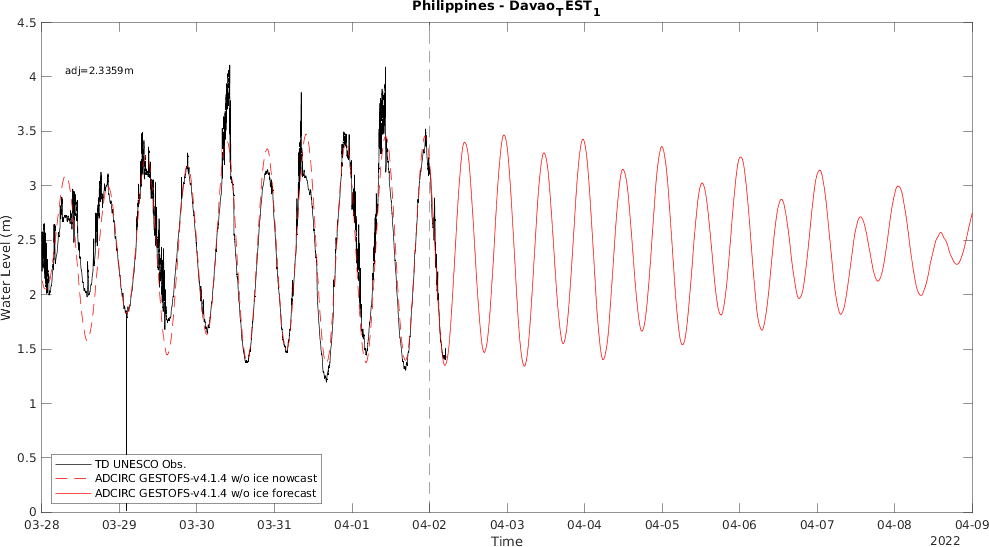 Philippines - Davao_TEST_1
4.5
4
3.5
3
2.5
2
1.5
1
0.5
0
Water Level (m)
adj=2.3359m
TD UNESCO Obs.
ADCIRC GESTOFS-v4.1.4 w/o ice nowcast
ADCIRC GESTOFS-v4.1.4 w/o ice forecast
03-28 03-29 03-30 03-31 04-01 04-02 04-03 04-04 04-05 04-06 04-07 04-08 04-09
Time
2022